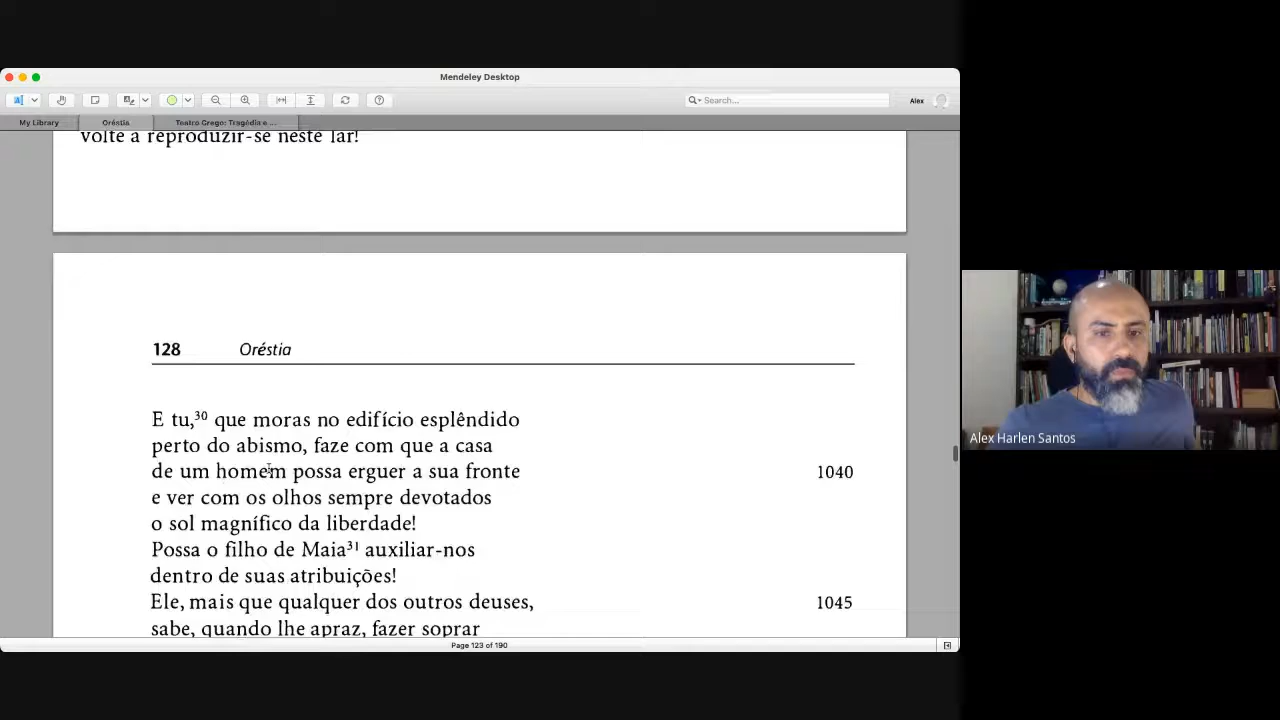 Mendeley Desktop
Search...
Alex
My Library
Oréstia
Teatro Grego: Tragédia e ...
volte a reproduzir-se neste lar!
128 Oréstia
E tu,³⁰ que moras no edifício esplêndido
perto do abismo, faze com que a casa
de um homem possa erguer a sua fronte 1040
e ver com os olhos sempre devotados
o sol magnífico da liberdade!
Possa o filho de Maia³¹ auxiliar-nos
dentro de suas atribuições!
Ele, mais que qualquer dos outros deuses, 1045
sabe, quando lhe apraz, fazer soprar
Page 123 of 190
Alex Harlen Santos